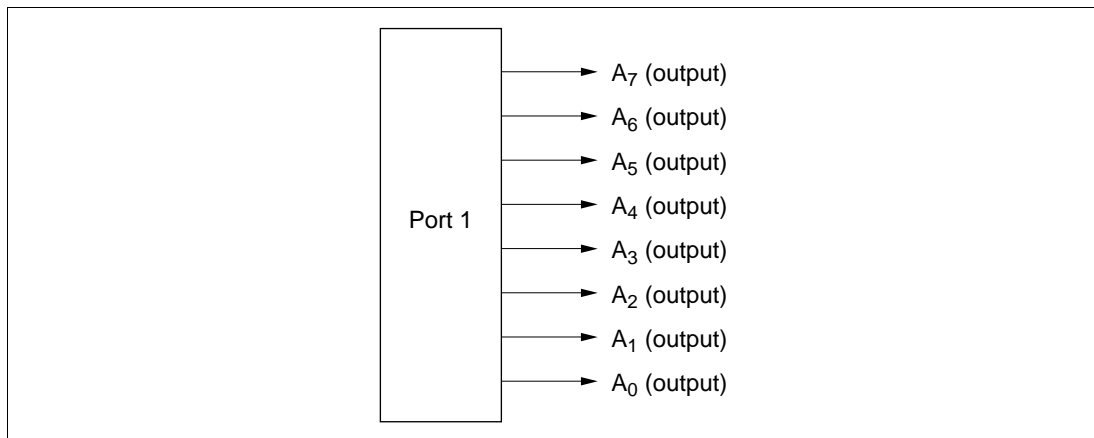 Port 1
A7 (output)
A6 (output)
A5 (output)
A4 (output)
A3 (output)
A2 (output)
A1 (output)
A0 (output)